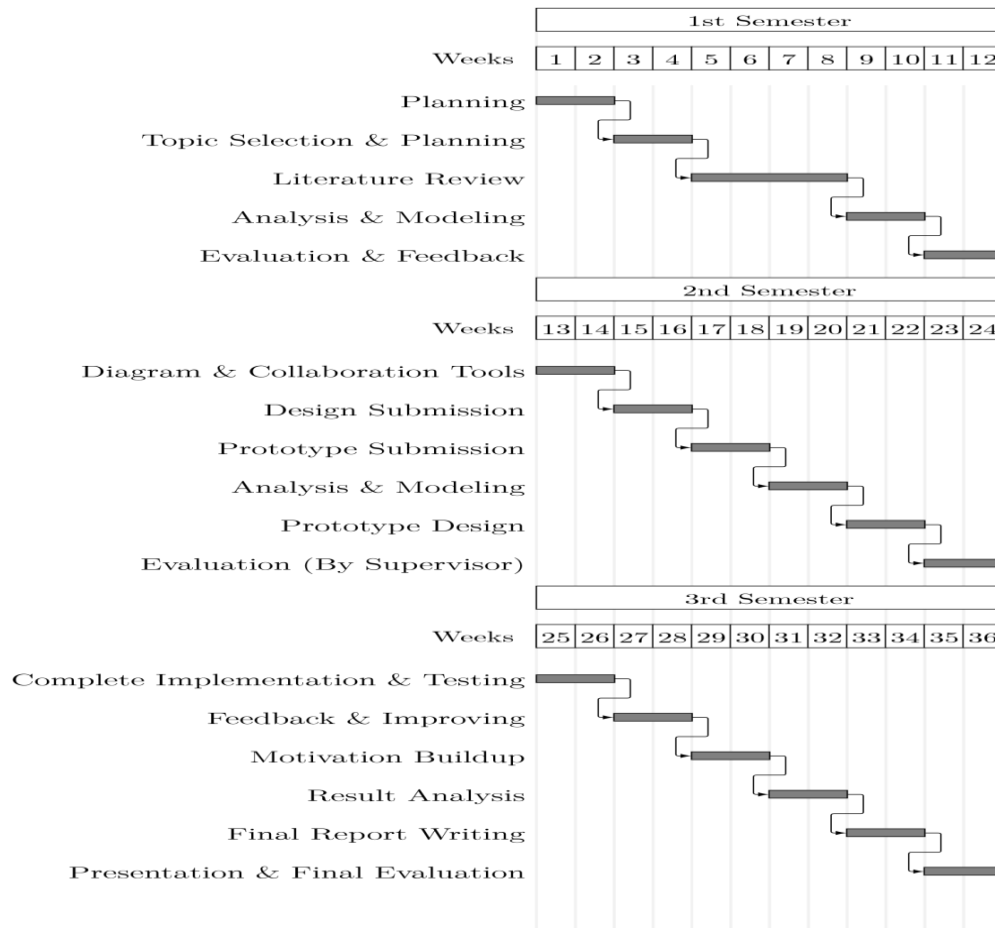 1st Semester
Weeks 1 2 3 4 5 6 7 8 9 10 11 12
Planning
Topic Selection & Planning
Literature Review
Analysis & Modeling
Evaluation & Feedback
2nd Semester
Weeks 13 14 15 16 17 18 19 20 21 22 23 24
Diagram & Collaboration Tools
Design Submission
Prototype Submission
Analysis & Modeling
Prototype Design
Evaluation (By Supervisor)
3rd Semester
Weeks 25 26 27 28 29 30 31 32 33 34 35 36
Complete Implementation & Testing
Feedback & Improving
Motivation Buildup
Result Analysis
Final Report Writing
Presentation & Final Evaluation